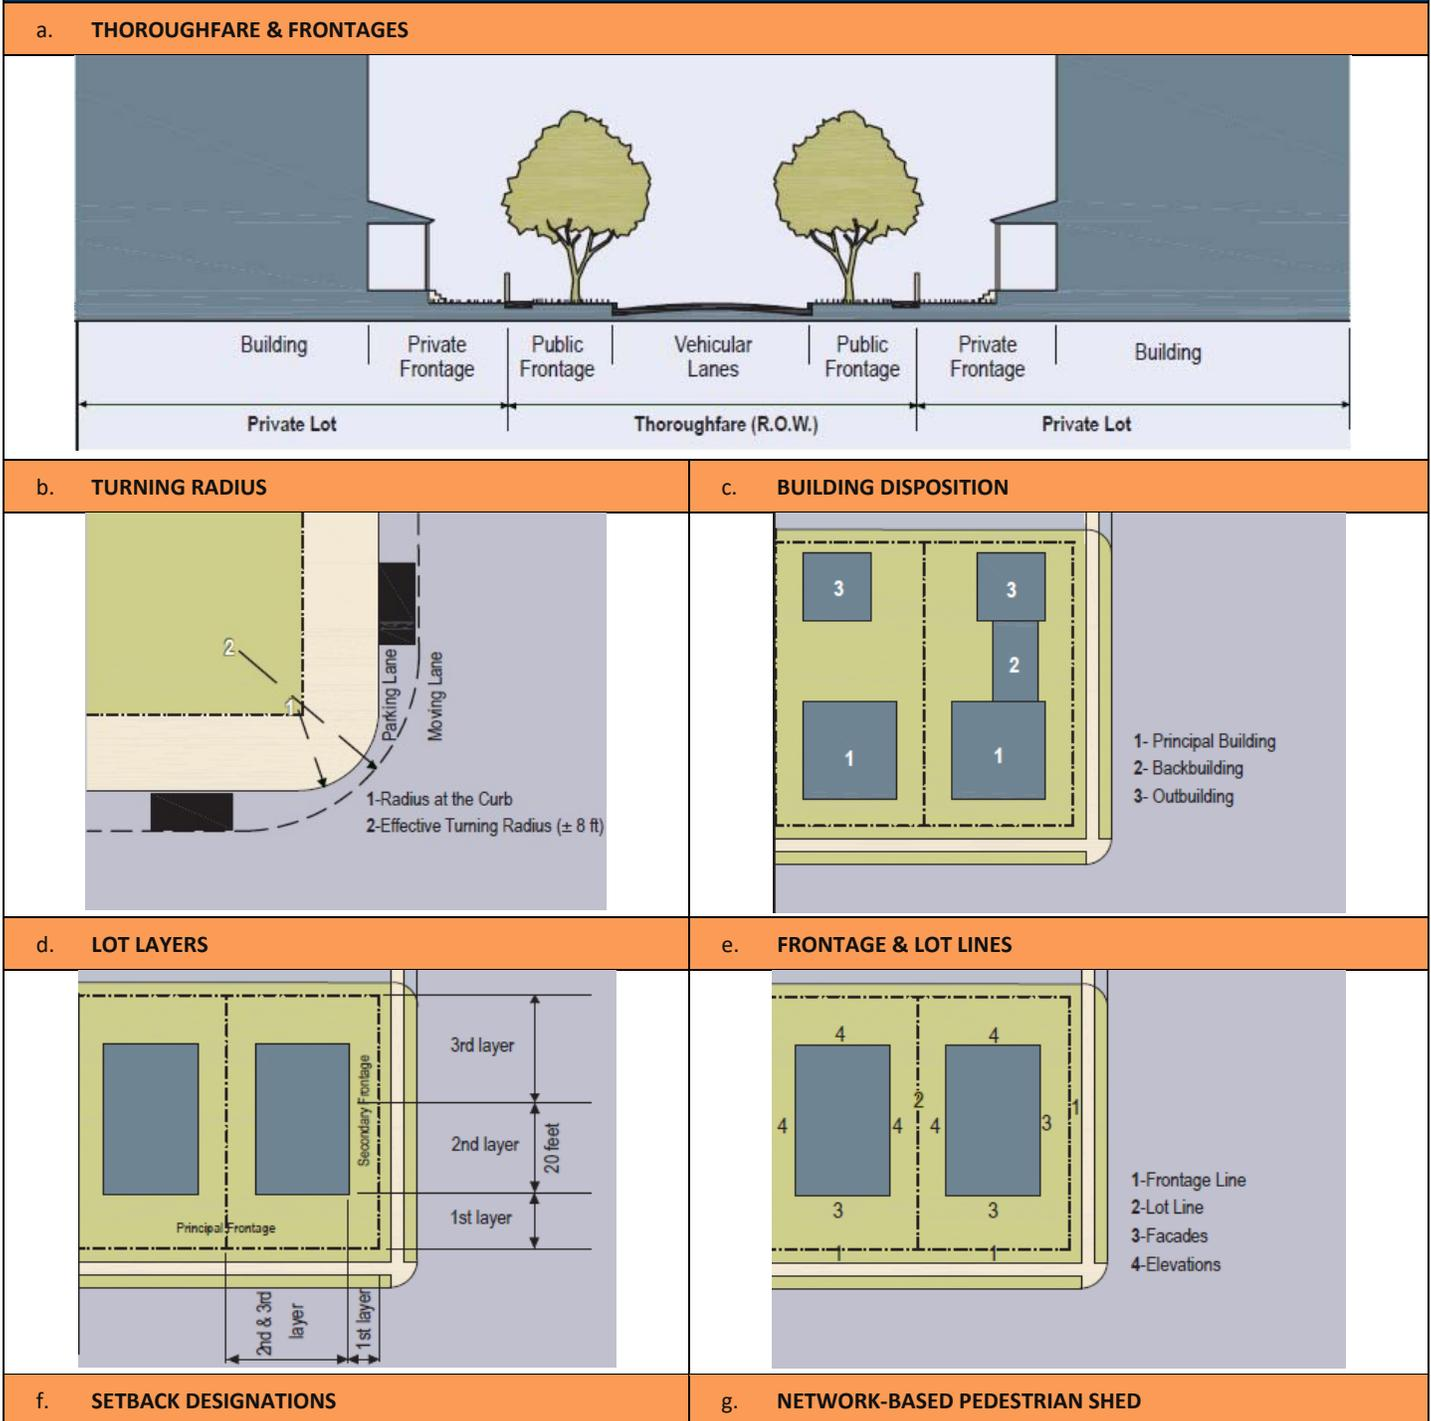 a. THOROUGHFARE & FRONTAGES
Building
Private
Frontage
Public
Frontage
Vehicular
Lanes
Public
Frontage
Private
Frontage
Building
Private Lot
Thoroughfare (R.O.W.)
Private Lot
b. TURNING RADIUS
2
1
Parking Lane
Moving Lane
1-Radius at the Curb
2-Effective Turning Radius (± 8 ft)
c. BUILDING DISPOSITION
3
3
2
1
1
1- Principal Building
2- Backbuilding
3- Outbuilding
d. LOT LAYERS
3rd layer
Secondary Frontage
2nd layer
20 feet
1st layer
Principal Frontage
2nd & 3rd
layer
1st layer
e. FRONTAGE & LOT LINES
4
4
2
1
4
4
4
3
3
3
1
1
1-Frontage Line
2-Lot Line
3-Facades
4-Elevations
f. SETBACK DESIGNATIONS
g. NETWORK-BASED PEDESTRIAN SHED